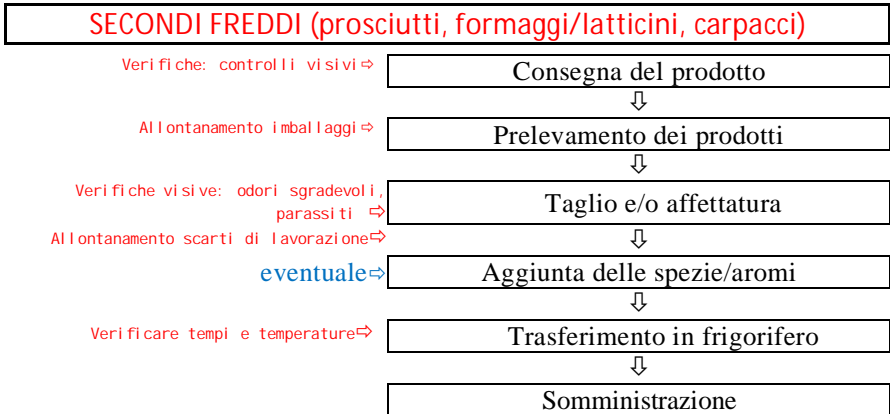 SECONDI FREDDI (prosciutti, formaggi/latticini, carpacci)
Verifiche: controlli visivi⇨
Consegna del prodotto
⇩
Allontanamento imballaggi⇨
Prelevamento dei prodotti
⇩
Verifiche visive: odori sgradevoli,
parassiti ⇨
Taglio e/o affettatura
Allontanamento scarti di lavorazione⇨
⇩
eventuale⇨
Aggiunta delle spezie/aromi
⇩
Verificare tempi e temperature⇨
Trasferimento in frigorifero
⇩
Somministrazione